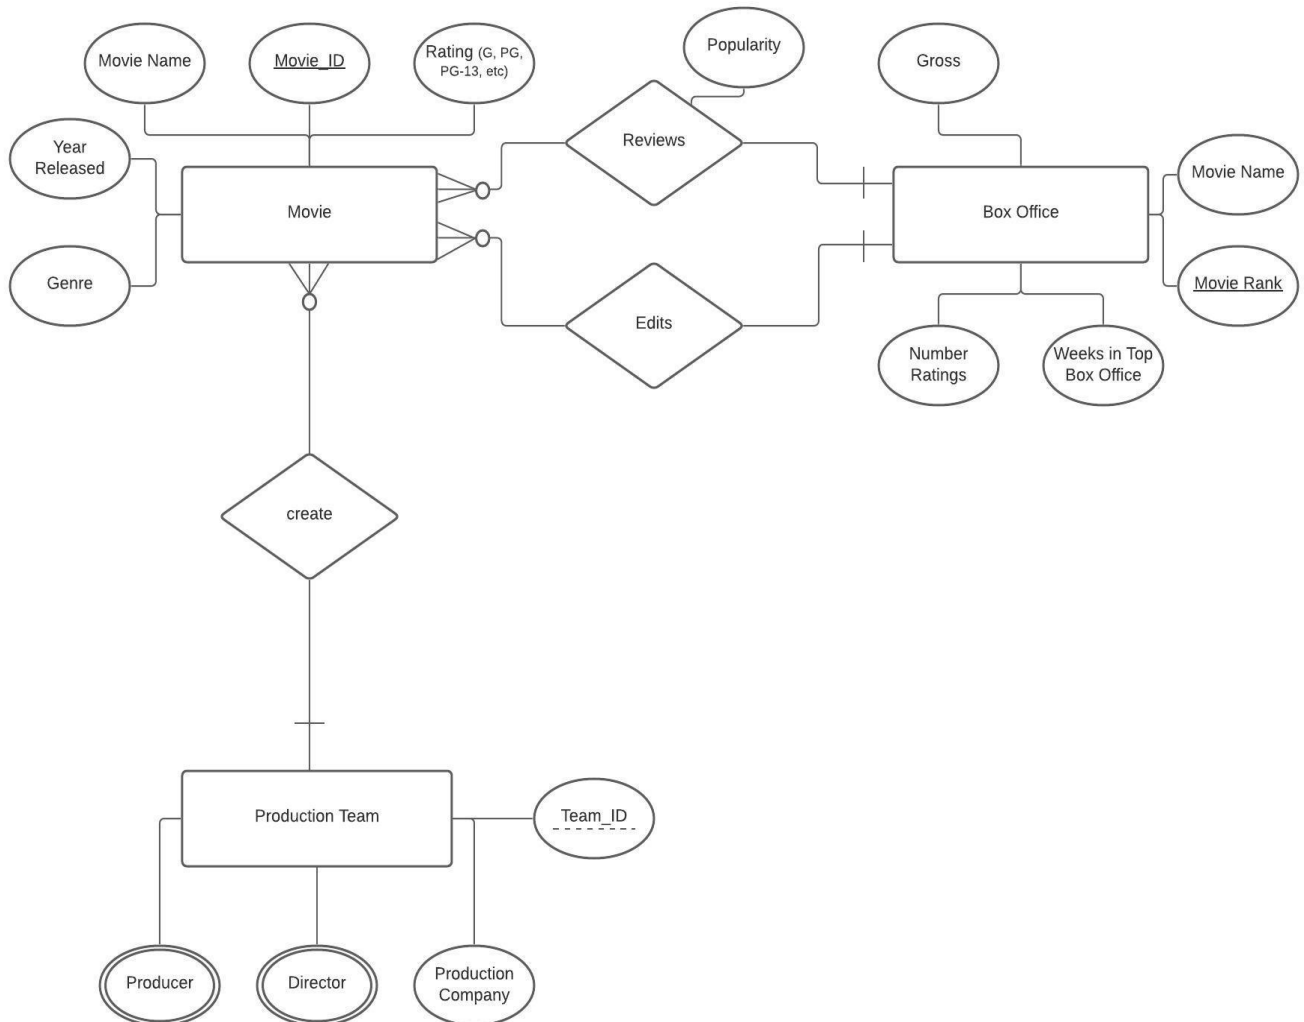 Popularity
Movie Name
Movie_ID
Rating (G, PG,
PG-13, etc)
Gross
Year
Released
Reviews
Movie Name
Movie
Box Office
Genre
Movie Rank
Edits
Number
Ratings
Weeks in Top
Box Office
create
Production Team
Team_ID
Producer
Director
Production
Company